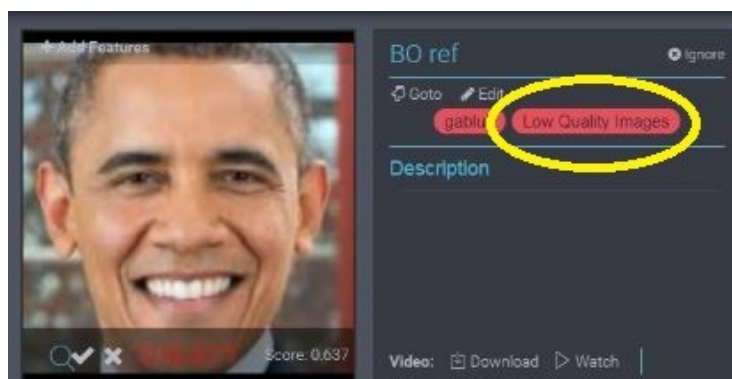 + Add Features
BO ref
Ignore
Goto Edit
Low Quality Images
Description
Score: 0.637
Video: Download Watch